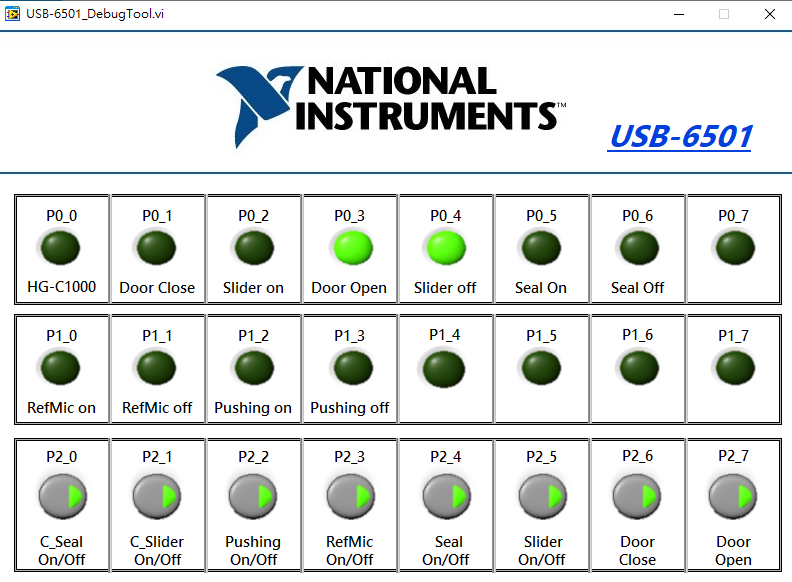 USB-6501_DebugTool.vi
NATIONAL
INSTRUMENTS™
USB-6501
P0_0 P0_1 P0_2 P0_3 P0_4 P0_5 P0_6 P0_7
HG-C1000 Door Close Slider on Door Open Slider off Seal On Seal Off
P1_0 P1_1 P1_2 P1_3 P1_4 P1_5 P1_6 P1_7
RefMic on RefMic off Pushing on Pushing off
P2_0 P2_1 P2_2 P2_3 P2_4 P2_5 P2_6 P2_7
C_Seal C_Slider Pushing RefMic Seal Slider Door Door
On/Off On/Off On/Off On/Off On/Off On/Off Close Open